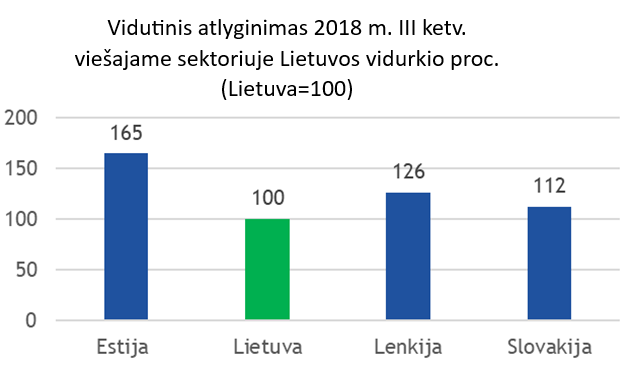 Vidutinis atlyginimas 2018 m. III ketv.
viešajame sektoriuje Lietuvos vidurkio proc.
(Lietuva=100)
200
150
100
50
0
165
100
126
112
Estija
Lietuva
Lenkija
Slovakija